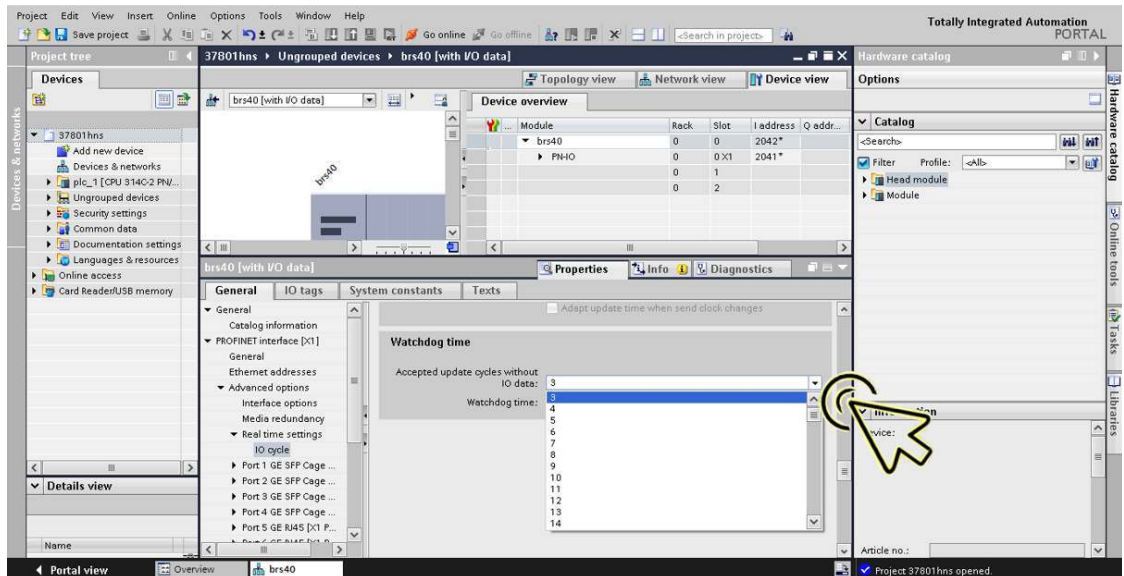 Project Edit View Insert Online Options Tools Window Help
Totally Integrated Automation
PORTAL
Save project
Go online
Go offline
<Search in project>
Project tree
37801hns › Ungrouped devices › brs40 [with I/O data]
Hardware catalog
Devices
Topology view
Network view
Device view
Options
brs40 [with I/O data]
Device overview
... Module Rack Slot I address Q addr...
brs40 0 0 2042*
PN-IO 0 0 X1 2041*
0 1
0 2
brs40
37801hns
Add new device
Devices & networks
plc_1 [CPU 314C-2 PN/...
Ungrouped devices
Security settings
Common data
Documentation settings
Languages & resources
Online access
Card Reader/USB memory
Catalog
<Search>
Filter Profile: <All>
Head module
Module
Devices & networks
Hardware catalog
Online tools
Tasks
Libraries
brs40 [with I/O data]
Properties
Info
Diagnostics
General
IO tags
System constants
Texts
General
Catalog information
PROFINET interface [X1]
General
Ethernet addresses
Advanced options
Interface options
Media redundancy
Real time settings
IO cycle
Port 1 GE SFP Cage ...
Port 2 GE SFP Cage ...
Port 3 GE SFP Cage ...
Port 4 GE SFP Cage ...
Port 5 GE RJ45 [X1 P...
Adapt update time when send clock changes
Watchdog time
Accepted update cycles without
IO data: 3
Watchdog time:
3
4
5
6
7
8
9
10
11
12
13
14
Details view
Name
Article no.:
Portal view
Overview
brs40
Project 37801hns opened.